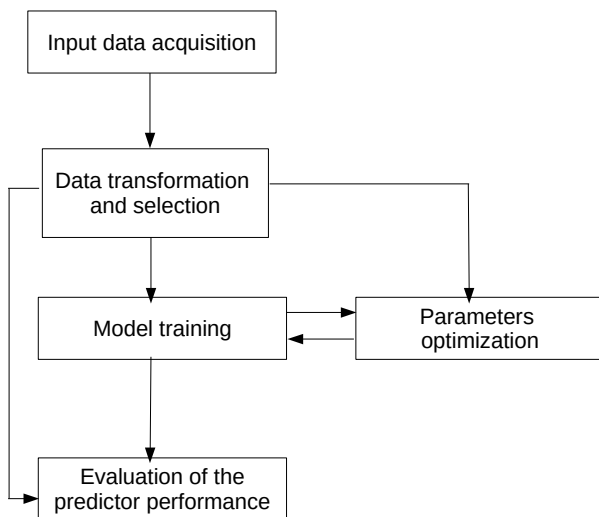 Input data acquisition
Data transformation
and selection
Model training
Parameters
optimization
Evaluation of the
predictor performance